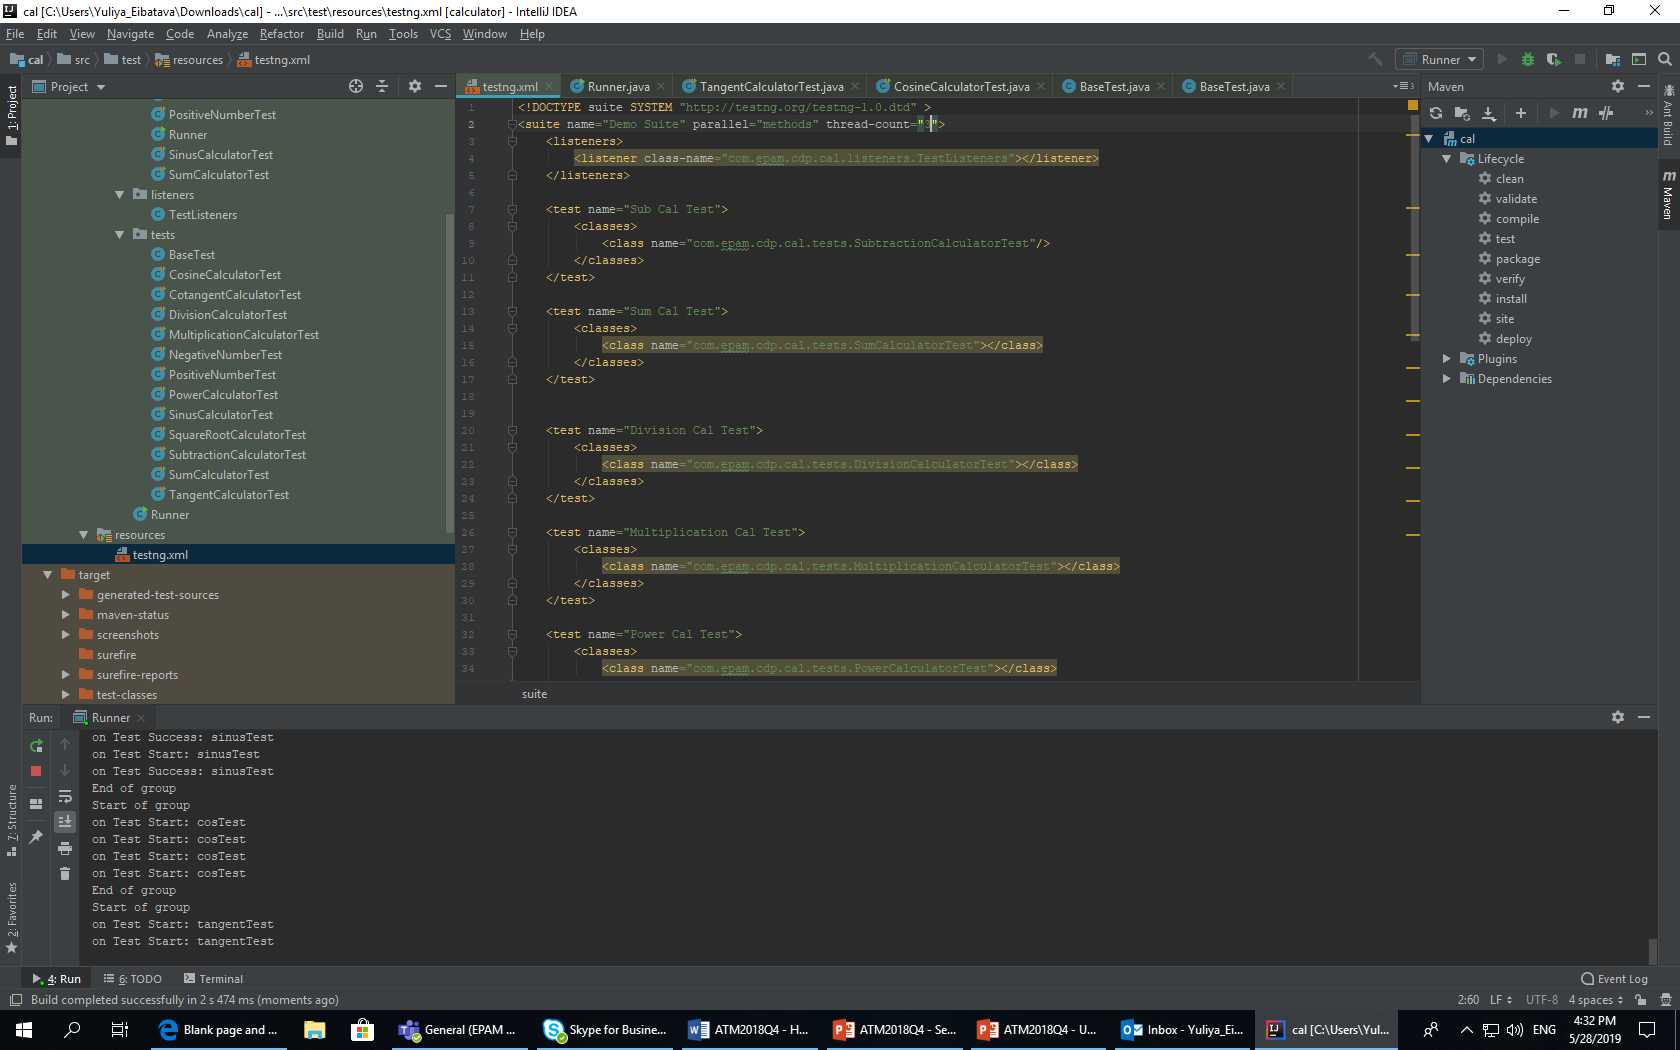 cal [C:\Users\Yuliya_Eibatava\Downloads\cal] - ...\src\test\resources\testng.xml [calculator] - IntelliJ IDEA
File Edit View Navigate Code Analyze Refactor Build Run Tools VCS Window Help
cal src test resources testng.xml Runner
Project
PositiveNumberTest
Runner
SinusCalculatorTest
SumCalculatorTest
listeners
TestListeners
tests
BaseTest
CosineCalculatorTest
CotangentCalculatorTest
DivisionCalculatorTest
MultiplicationCalculatorTest
NegativeNumberTest
PositiveNumberTest
PowerCalculatorTest
SinusCalculatorTest
SquareRootCalculatorTest
SubtractionCalculatorTest
SumCalculatorTest
TangentCalculatorTest
Runner
resources
testng.xml
target
generated-test-sources
maven-status
screenshots
surefire
surefire-reports
test-classes
testng.xml Runner.java TangentCalculatorTest.java CosineCalculatorTest.java BaseTest.java BaseTest.java
1 <!DOCTYPE suite SYSTEM "http://testng.org/testng-1.0.dtd" >
2 <suite name="Demo Suite" parallel="methods" thread-count="3">
3 <listeners>
4 <listener class-name="com.epam.cdp.cal.listeners.TestListeners"></listener>
5 </listeners>
6
7 <test name="Sub Cal Test">
8 <classes>
9 <class name="com.epam.cdp.cal.tests.SubtractionCalculatorTest"/>
10 </classes>
11 </test>
12
13 <test name="Sum Cal Test">
14 <classes>
15 <class name="com.epam.cdp.cal.tests.SumCalculatorTest"></class>
16 </classes>
17 </test>
18
19
20 <test name="Division Cal Test">
21 <classes>
22 <class name="com.epam.cdp.cal.tests.DivisionCalculatorTest"></class>
23 </classes>
24 </test>
25
26 <test name="Multiplication Cal Test">
27 <classes>
28 <class name="com.epam.cdp.cal.tests.MultiplicationCalculatorTest"></class>
29 </classes>
30 </test>
31
32 <test name="Power Cal Test">
33 <classes>
34 <class name="com.epam.cdp.cal.tests.PowerCalculatorTest"></class>
suite
Maven
cal
Lifecycle
clean
validate
compile
test
package
verify
install
site
deploy
Plugins
Dependencies
1: Project
7: Structure
2: Favorites
Ant Build
Maven
Run: Runner
on Test Success: sinusTest
on Test Start: sinusTest
on Test Success: sinusTest
End of group
Start of group
on Test Start: cosTest
on Test Start: cosTest
on Test Start: cosTest
on Test Start: cosTest
End of group
Start of group
on Test Start: tangentTest
on Test Start: tangentTest
4: Run 6: TODO Terminal Event Log
Build completed successfully in 2 s 474 ms (moments ago) 2:60 LF UTF-8 4 spaces
Blank page and ... General (EPAM ... Skype for Busine... ATM2018Q4 - H... ATM2018Q4 - Se... ATM2018Q4 - U... Inbox - Yuliya_Ei... cal [C:\Users\Yul... ENG 4:32 PM
5/28/2019